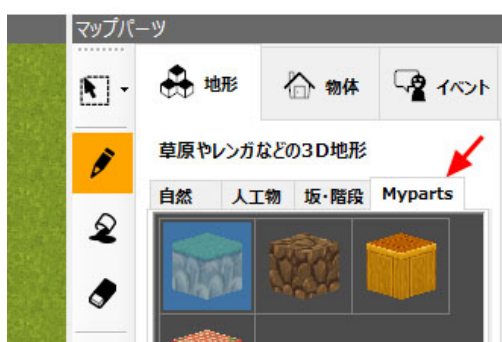 マップパーツ
地形 物体 イベント
草原やレンガなどの3D地形
自然 人工物 坂・階段 Myparts